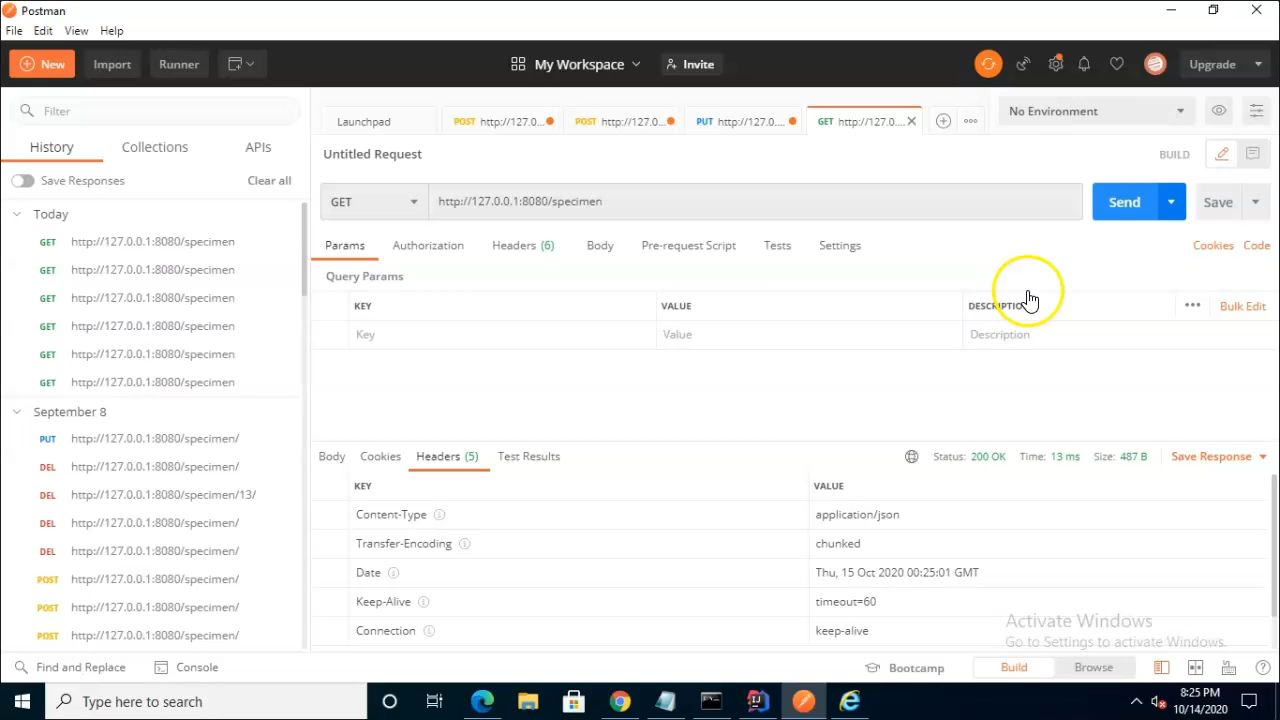 Postman
File Edit View Help
New Import Runner My Workspace Invite Upgrade
Filter
Launchpad POST http://127.0... POST http://127.0... PUT http://127.0.... GET http://127.0.... No Environment
History Collections APIs
Untitled Request BUILD
Save Responses Clear all
GET http://127.0.0.1:8080/specimen Send Save
Today
GET http://127.0.0.1:8080/specimen
GET http://127.0.0.1:8080/specimen
GET http://127.0.0.1:8080/specimen
GET http://127.0.0.1:8080/specimen
GET http://127.0.0.1:8080/specimen
GET http://127.0.0.1:8080/specimen
September 8
PUT http://127.0.0.1:8080/specimen/
DEL http://127.0.0.1:8080/specimen/
DEL http://127.0.0.1:8080/specimen/13/
DEL http://127.0.0.1:8080/specimen/
DEL http://127.0.0.1:8080/specimen/
POST http://127.0.0.1:8080/specimen/
POST http://127.0.0.1:8080/specimen/
POST http://127.0.0.1:8080/specimen/
Params Authorization Headers (6) Body Pre-request Script Tests Settings Cookies Code
Query Params
KEY VALUE DESCRIPTION Bulk Edit
Key Value Description
Body Cookies Headers (5) Test Results Status: 200 OK Time: 13 ms Size: 487 B Save Response
KEY VALUE
Content-Type application/json
Transfer-Encoding chunked
Date Thu, 15 Oct 2020 00:25:01 GMT
Keep-Alive timeout=60
Connection keep-alive
Activate Windows
Go to Settings to activate Windows.
Find and Replace Console Bootcamp Build Browse
Type here to search
8:25 PM
10/14/2020